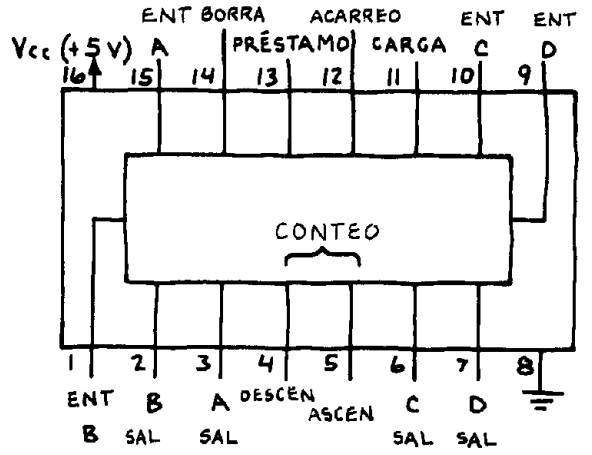 ENT BORRA ACARREO ENT ENT
Vcc (+5 V) A PRÉSTAMO CARGA C D
16 15 14 13 12 11 10 9
CONTEO
1 2 3 4 5 6 7 8
ENT B A DESCEN ASCEN C D
B SAL SAL SAL SAL